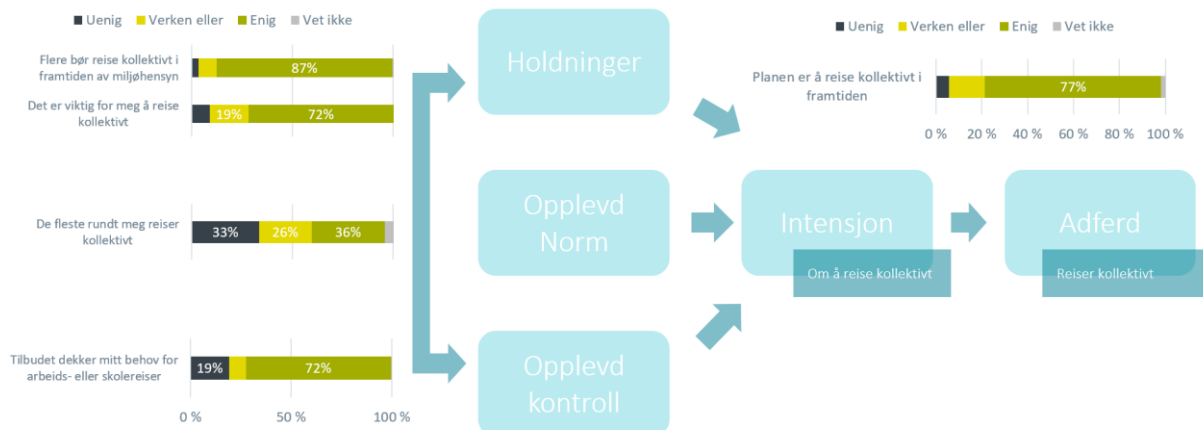 Uenig Verken eller Enig Vet ikke
Flere bør reise kollektivt i
framtiden av miljøhensyn
87%
Det er viktig for meg å reise
kollektivt
19% 72%
De fleste rundt meg reiser
kollektivt
33% 26% 36%
Tilbudet dekker mitt behov for
arbeids- eller skolereiser
19% 72%
0 % 50 % 100 %
Holdninger
Opplevd
Norm
Opplevd
kontroll
Uenig Verken eller Enig Vet ikke
Planen er å reise kollektivt i
framtiden
77%
0 % 20 % 40 % 60 % 80 % 100 %
Intensjon
Om å reise kollektivt
Adferd
Reiser kollektivt